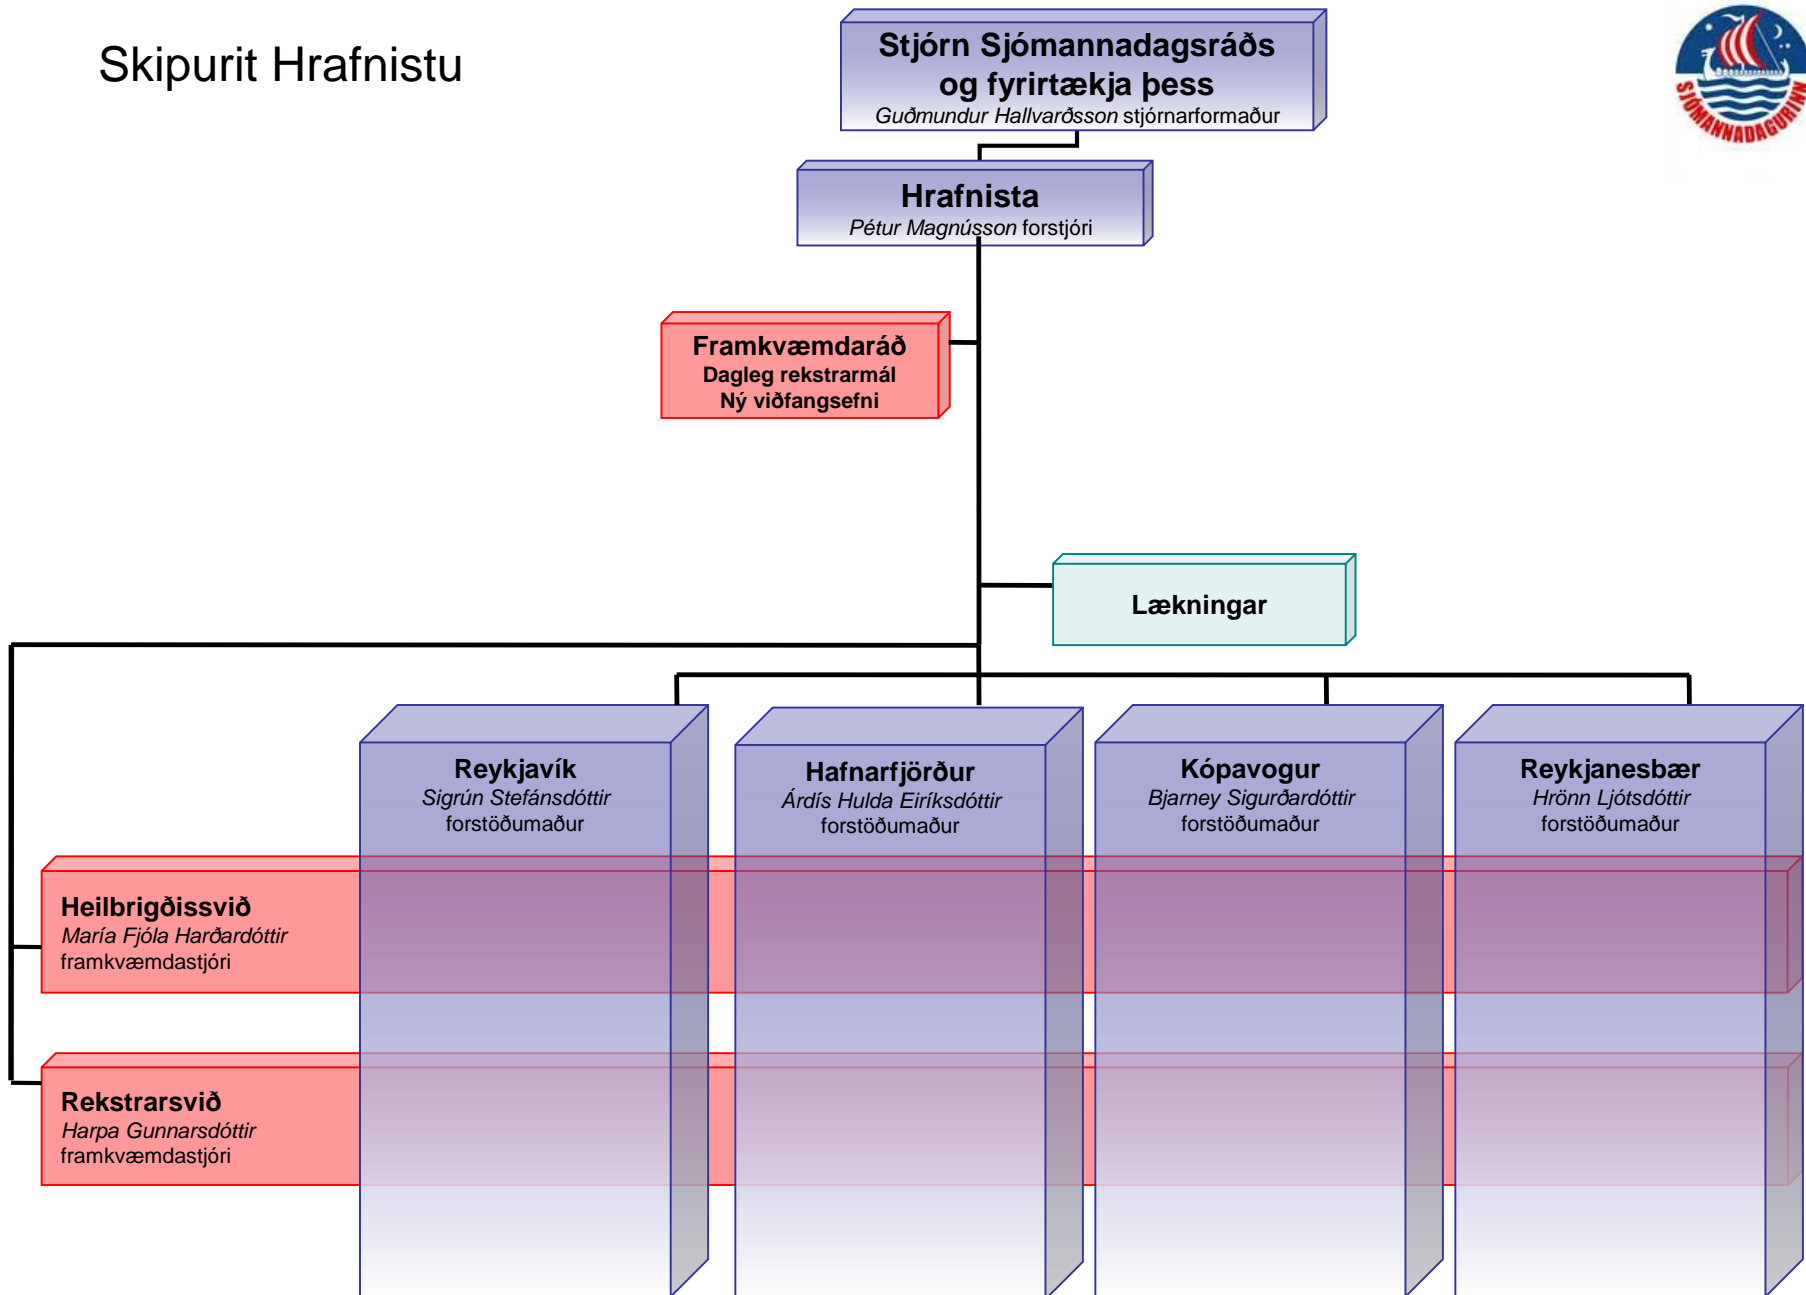 Skipurit Hrafnistu
Stjórn Sjómannadagsráðs
og fyrirtækja þess
Guðmundur Hallvarðsson stjórnarformaður
SJÓMANNADAGURINN
Hrafnista
Pétur Magnússon forstjóri
Framkvæmdaráð
Dagleg rekstrarmál
Ný viðfangsefni
Lækningar
Reykjavík
Sigrún Stefánsdóttir
forstöðumaður
Hafnarfjörður
Árdís Hulda Eiríksdóttir
forstöðumaður
Kópavogur
Bjarney Sigurðardóttir
forstöðumaður
Reykjanesbær
Hrönn Ljótsdóttir
forstöðumaður
Heilbrigðissvið
María Fjóla Harðardóttir
framkvæmdastjóri
Rekstrarsvið
Harpa Gunnarsdóttir
framkvæmdastjóri